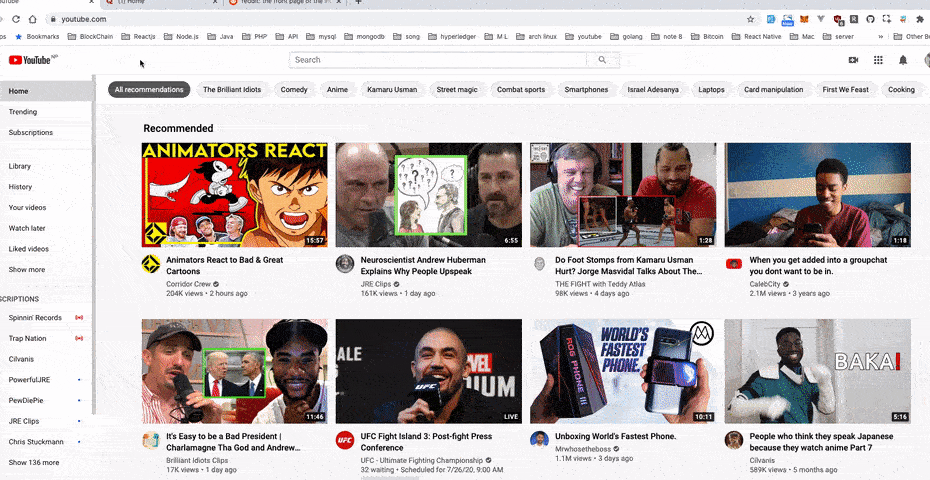 YouTube
(1) Home
reddit: the front page of the in
youtube.com
Bookmarks BlockChain Reactjs Node.js Java PHP API mysql mongodb song hyperledger M L arch linux youtube golang note 8 Bitcoin React Native Mac server » Other B
YouTube NP
Search
Home
Trending
Subscriptions
Library
History
Your videos
Watch later
Liked videos
Show more
SCRIPTIONS
Spinnin' Records
Trap Nation
Cilvanis
PowerfulJRE
PewDiePie
JRE Clips
Chris Stuckmann
Show 136 more
All recommendations The Brilliant Idiots Comedy Anime Kamaru Usman Street magic Combat sports Smartphones Israel Adesanya Laptops Card manipulation First We Feast Cooking
Recommended
ANIMATORS REACT
15:57
Animators React to Bad & Great
Cartoons
Corridor Crew
204K views • 2 hours ago
6:55
Neuroscientist Andrew Huberman
Explains Why People Upspeak
JRE Clips
161K views • 1 day ago
1:28
Do Foot Stomps from Kamaru Usman
Hurt? Jorge Masvidal Talks About The...
THE FIGHT with Teddy Atlas
98K views • 4 days ago
1:18
When you get added into a groupchat
you dont want to be in.
CalebCity
2.1M views • 3 years ago
11:46
It's Easy to be a Bad President |
Charlamagne Tha God and Andrew...
Brilliant Idiots Clips
17K views • 1 day ago
ALE
UFC
MARVEL
IUM
LIVE
UFC
UFC Fight Island 3: Post-fight Press
Conference
UFC - Ultimate Fighting Championship
32 waiting • Scheduled for 7/26/20, 9:00 AM
WORLD'S
FASTEST
PHONE.
ROG PHONE III
10:11
Unboxing World's Fastest Phone.
Mrwhosetheboss
1.1M views • 3 days ago
BAKA
5:16
People who think they speak Japanese
because they watch anime Part 7
Cilvanis
589K views • 5 months ago